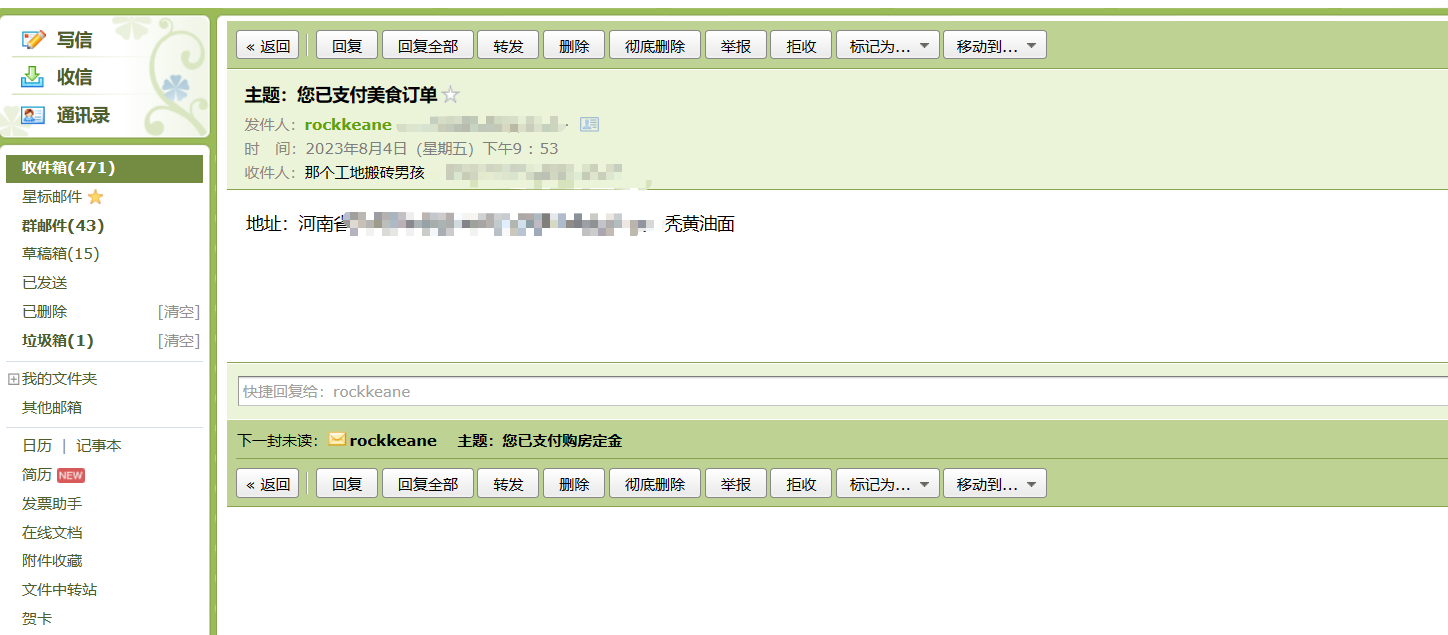 写信
收信
通讯录
收件箱(471)
星标邮件
群邮件(43)
草稿箱(15)
已发送
已删除 [清空]
垃圾箱(1) [清空]
我的文件夹
其他邮箱
日历 | 记事本
简历 NEW
发票助手
在线文档
附件收藏
文件中转站
贺卡
« 返回 回复 回复全部 转发 删除 彻底删除 举报 拒收 标记为... 移动到...
主题：您已支付美食订单
发件人：rockkeane
时 间：2023年8月4日（星期五）下午9：53
收件人：那个工地搬砖男孩
地址：河南省 秃黄油面
快捷回复给：rockkeane
下一封未读： rockkeane 主题：您已支付购房定金
« 返回 回复 回复全部 转发 删除 彻底删除 举报 拒收 标记为... 移动到...